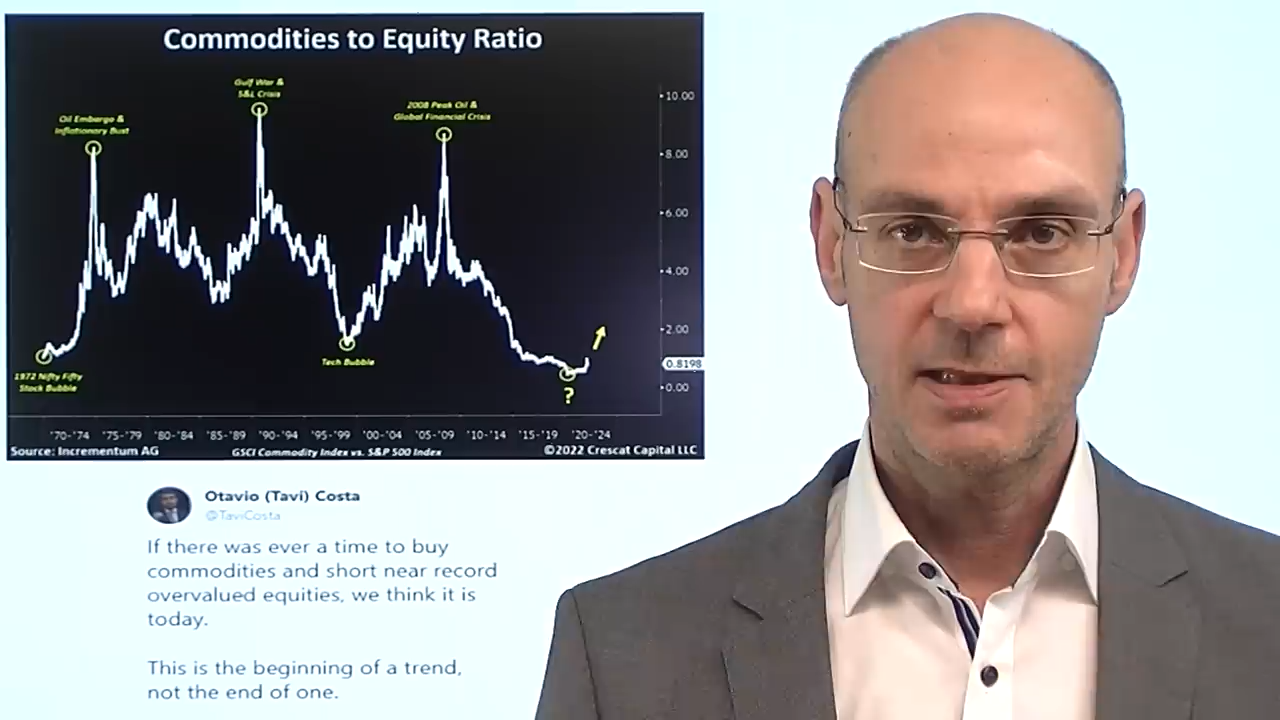 Commodities to Equity Ratio
Gulf War &
S&L Crisis
2008 Peak Oil &
Global Financial Crisis
Oil Embargo &
Inflationary Bust
10.00
8.00
6.00
4.00
2.00
0.8198
0.00
Tech Bubble
1972 Nifty Fifty
Stock Bubble
?
'70-'74 '75-'79 '80-'84 '85-'89 '90-'94 '95-'99 '00-'04 '05-'09 '10-'14 '15-'19 '20-'24
Source: Incrementum AG GSCI Commodity Index vs. S&P 500 Index ©2022 Crescat Capital LLC
Otavio (Tavi) Costa
@TaviCosta
If there was ever a time to buy
commodities and short near record
overvalued equities, we think it is
today.
This is the beginning of a trend,
not the end of one.